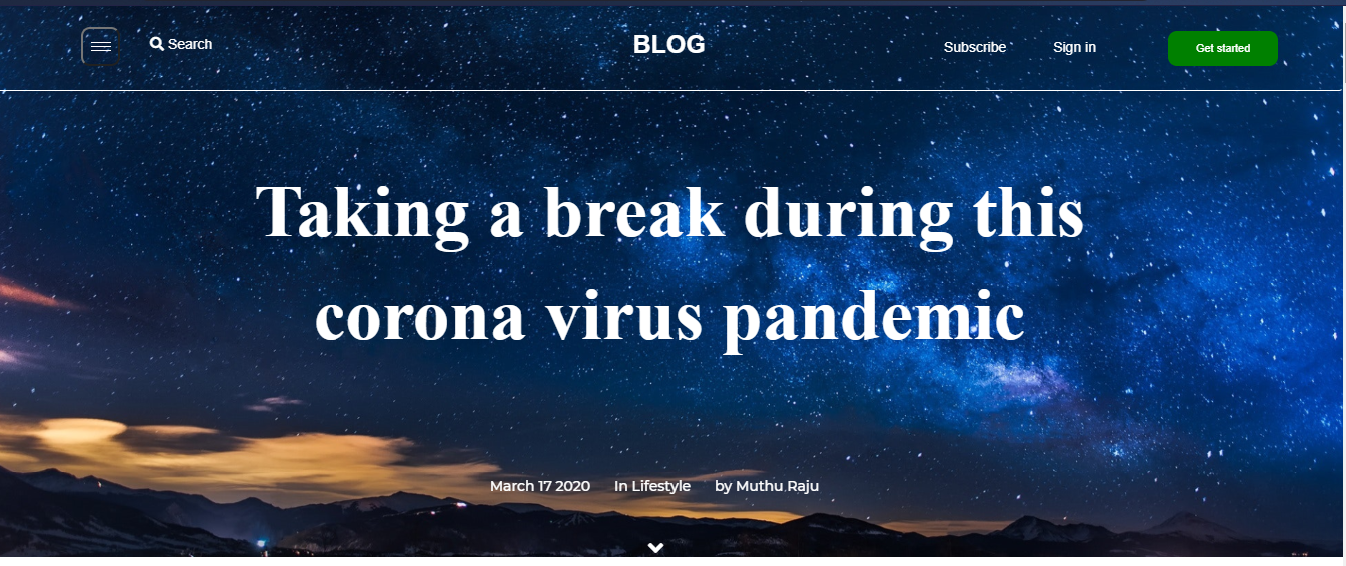 Search
BLOG
Subscribe
Sign in
Get started
Taking a break during this
corona virus pandemic
March 17 2020 In Lifestyle by Muthu Raju